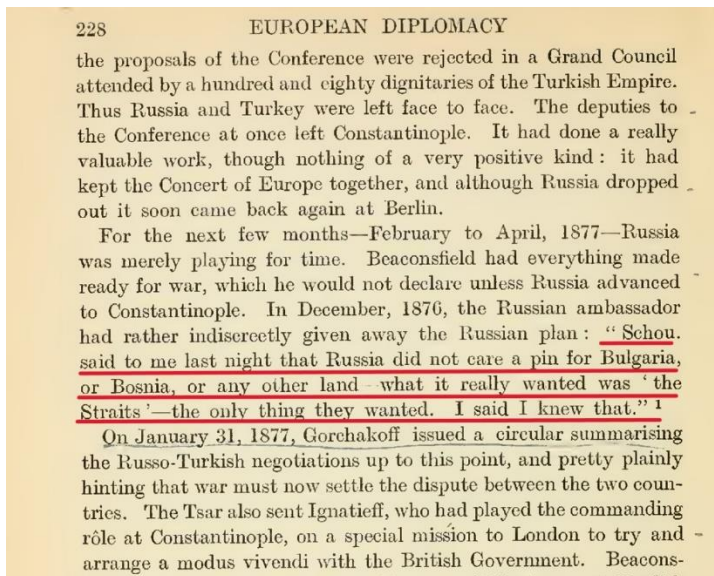 228 EUROPEAN DIPLOMACY
the proposals of the Conference were rejected in a Grand Council
attended by a hundred and eighty dignitaries of the Turkish Empire.
Thus Russia and Turkey were left face to face. The deputies to
the Conference at once left Constantinople. It had done a really
valuable work, though nothing of a very positive kind : it had
kept the Concert of Europe together, and although Russia dropped
out it soon came back again at Berlin.
For the next few months—February to April, 1877—Russia
was merely playing for time. Beaconsfield had everything made
ready for war, which he would not declare unless Russia advanced
to Constantinople. In December, 1876, the Russian ambassador
had rather indiscreetly given away the Russian plan : " Schou.
said to me last night that Russia did not care a pin for Bulgaria,
or Bosnia, or any other land—what it really wanted was ' the
Straits '—the only thing they wanted. I said I knew that." 1
On January 31, 1877, Gorchakoff issued a circular summarising
the Russo-Turkish negotiations up to this point, and pretty plainly
hinting that war must now settle the dispute between the two coun-
tries. The Tsar also sent Ignatieff, who had played the commanding
rôle at Constantinople, on a special mission to London to try and
arrange a modus vivendi with the British Government. Beacons-